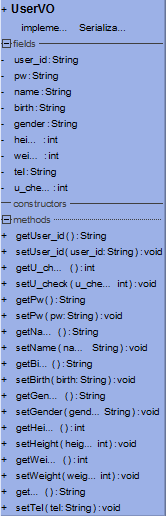 + UserVO
impleme... Serializa...
fields
- user_id:String
- pw:String
- name:String
- birth:String
- gender:String
- hei... :int
- wei... :int
- tel:String
- u_che... :int
constructors
methods
+ getUser_id():String
+ setUser_id(user_id:String):void
+ getU_ch... ():int
+ setU_check(u_che... int):void
+ getPw():String
+ setPw(pw:String):void
+ getNa... ():String
+ setName(na... String):void
+ getBi... ():String
+ setBirth(birth:String):void
+ getGen... ():String
+ setGender(gend... String):void
+ getHei... ():int
+ setHeight(heig... int):void
+ getWei... ():int
+ setWeight(weig... int):void
+ get... ():String
+ setTel(tel:String):void